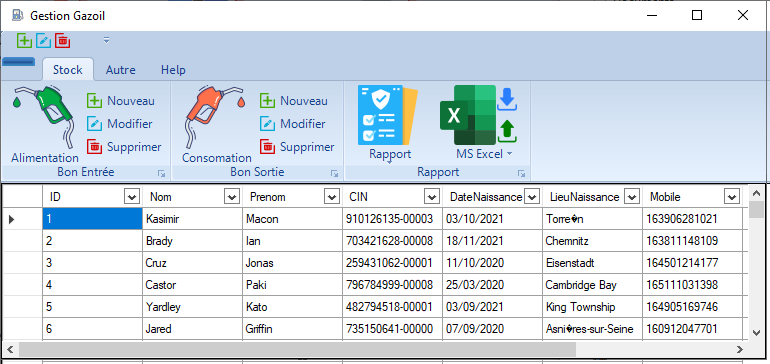 Gestion Gazoil
Stock Autre Help
Nouveau
Modifier
Supprimer
Alimentation
Bon Entrée
Nouveau
Modifier
Supprimer
Consomation
Bon Sortie
Rapport
X
MS Excel
Rapport
ID Nom Prenom CIN DateNaissance LieuNaissance Mobile
1 Kasimir Macon 910126135-00003 03/10/2021 Torre�n 163906281021
2 Brady Ian 703421628-00008 18/11/2021 Chemnitz 163811148109
3 Cruz Jonas 259431062-00001 11/10/2020 Eisenstadt 164501214177
4 Castor Paki 796784999-00008 25/03/2020 Cambridge Bay 165111031398
5 Yardley Kato 482794518-00001 03/09/2021 King Township 164905169746
6 Jared Griffin 735150641-00000 07/09/2020 Asni�res-sur-Seine 160912047701